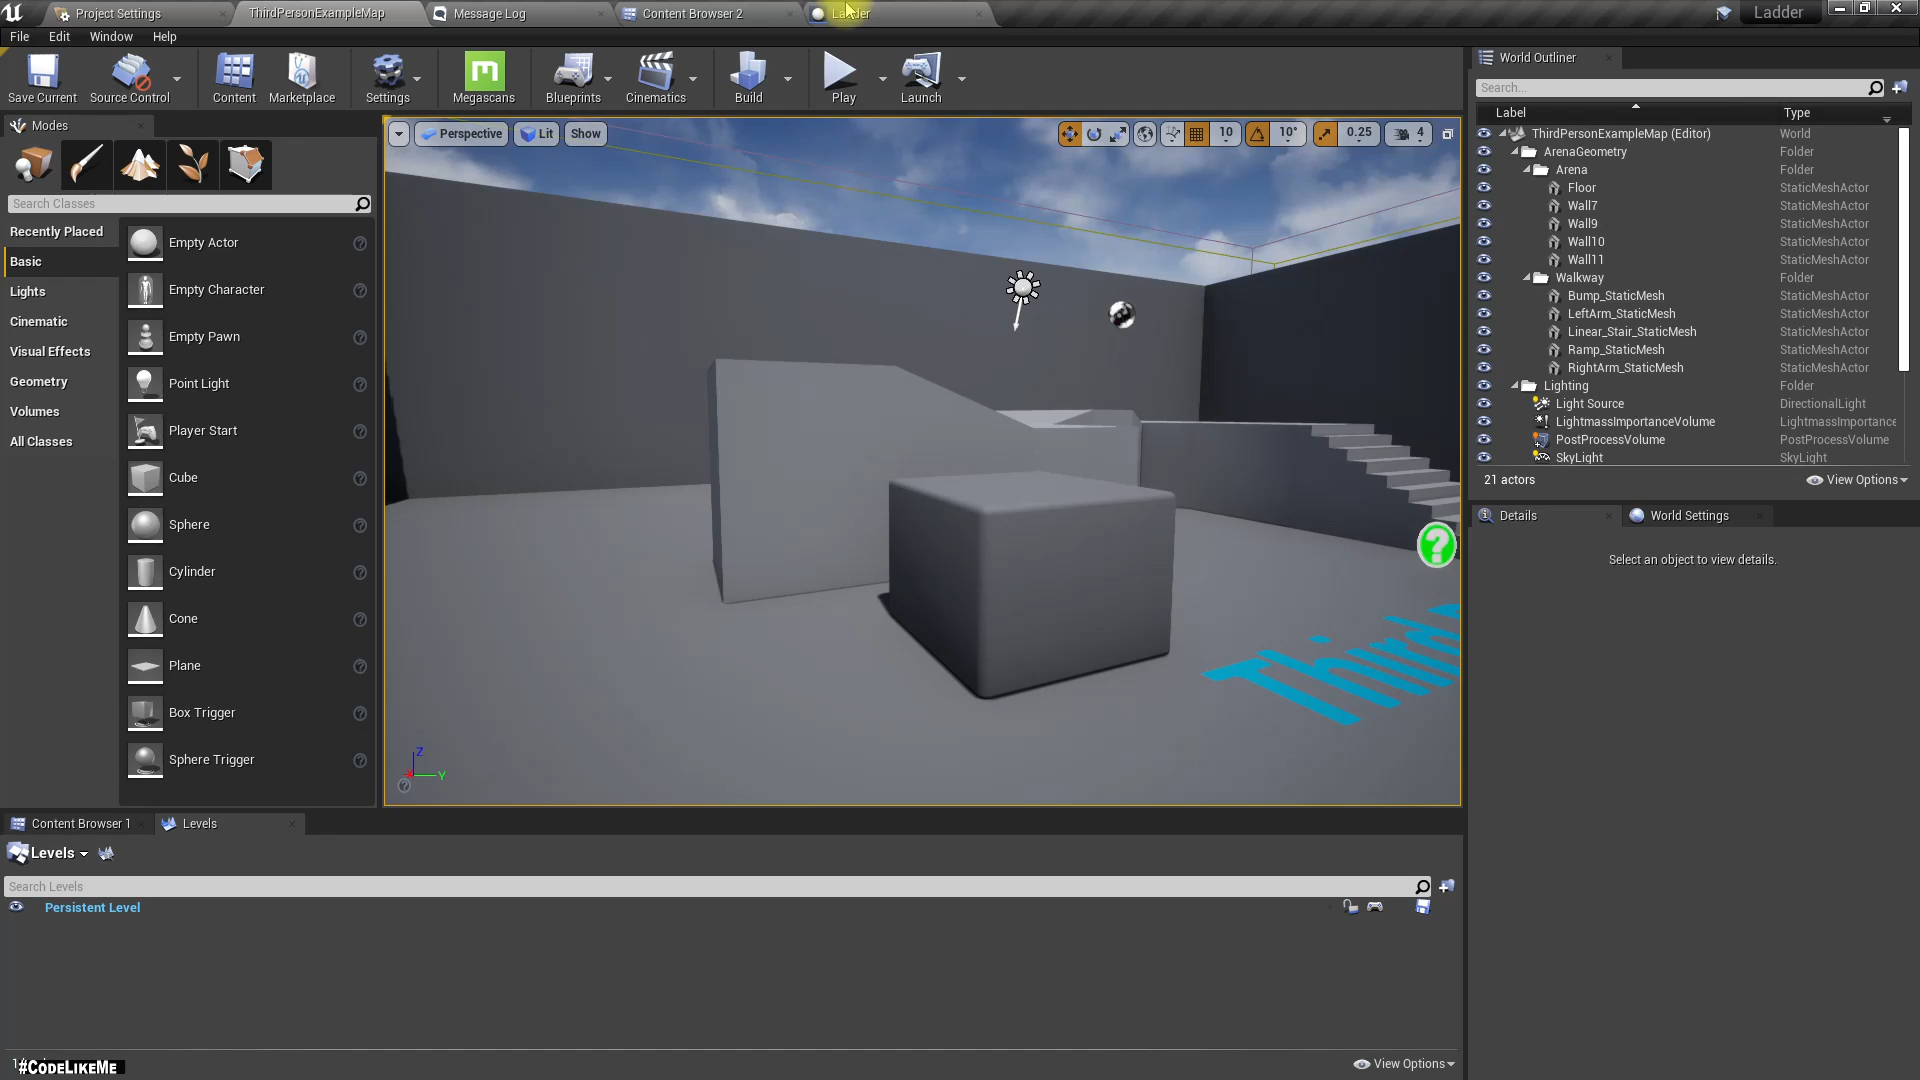 Project Settings
ThirdPersonExampleMap
Message Log
Content Browser 2
Ladder
Ladder
File Edit Window Help
Save Current
Source Control
Content
Marketplace
Settings
Megascans
Blueprints
Cinematics
Build
Play
Launch
Modes
Search Classes
Recently Placed
Basic
Lights
Cinematic
Visual Effects
Geometry
Volumes
All Classes
Empty Actor
Empty Character
Empty Pawn
Point Light
Player Start
Cube
Sphere
Cylinder
Cone
Plane
Box Trigger
Sphere Trigger
Perspective
Lit
Show
10
10°
0.25
4
Third
Z
Y
World Outliner
Search...
Label Type
ThirdPersonExampleMap (Editor) World
ArenaGeometry Folder
Arena Folder
Floor StaticMeshActor
Wall7 StaticMeshActor
Wall9 StaticMeshActor
Wall10 StaticMeshActor
Wall11 StaticMeshActor
Walkway Folder
Bump_StaticMesh StaticMeshActor
LeftArm_StaticMesh StaticMeshActor
Linear_Stair_StaticMesh StaticMeshActor
Ramp_StaticMesh StaticMeshActor
RightArm_StaticMesh StaticMeshActor
Lighting Folder
Light Source DirectionalLight
LightmassImportanceVolume LightmassImportance
PostProcessVolume PostProcessVolume
SkyLight SkyLight
21 actors
View Options
Details
World Settings
Select an object to view details.
Content Browser 1
Levels
Levels
Search Levels
Persistent Level
#CodeLikeMe
View Options